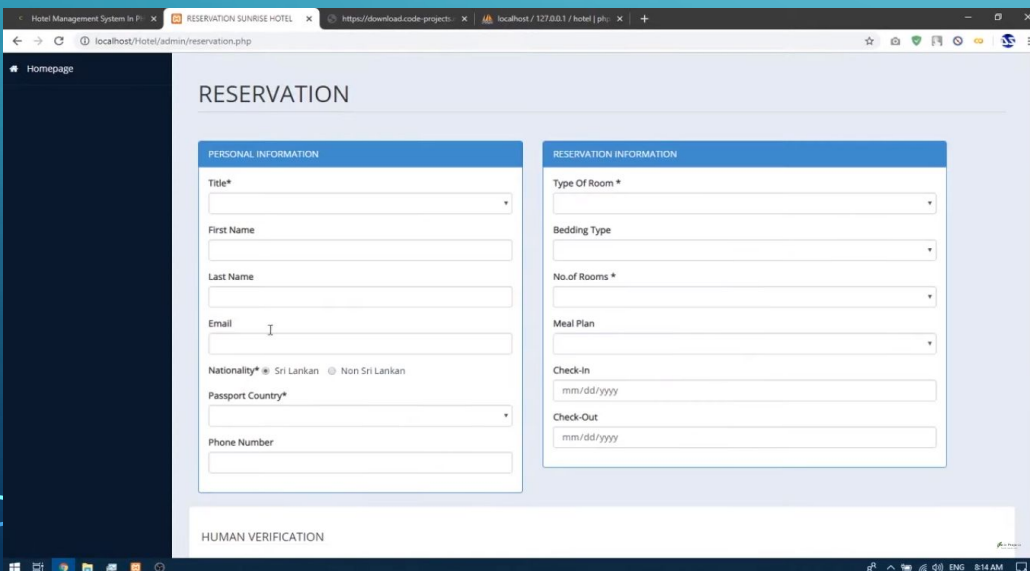 Hotel Management System In P
RESERVATION SUNRISE HOTEL
https://download.code-projects.
localhost / 127.0.0.1 / hotel | php
localhost/Hotel/admin/reservation.php
Homepage
RESERVATION
PERSONAL INFORMATION
Title*
First Name
Last Name
Email
Nationality* Sri Lankan Non Sri Lankan
Passport Country*
Phone Number
RESERVATION INFORMATION
Type Of Room *
Bedding Type
No.of Rooms *
Meal Plan
Check-In
mm/dd/yyyy
Check-Out
mm/dd/yyyy
HUMAN VERIFICATION
ENG 8:14 AM